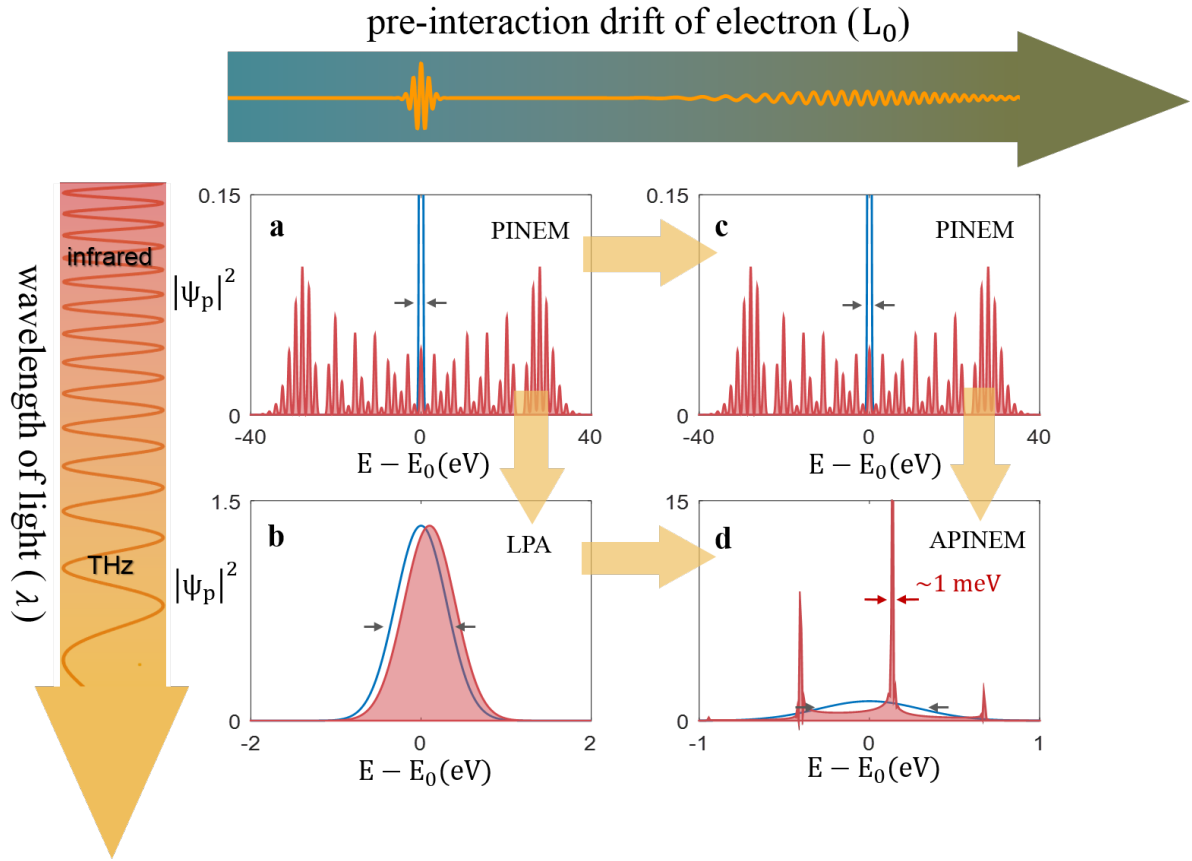 pre-interaction drift of electron (L₀)
wavelength of light (λ)
infrared
THz
0.15
a
PINEM
|ψₚ|²
0
-40
0
40
E − E₀(eV)
0.15
c
PINEM
0
-40
0
40
E − E₀(eV)
1.5
b
LPA
|ψₚ|²
0
-2
0
2
E − E₀(eV)
15
d
APINEM
~1 meV
0
-1
0
1
E − E₀(eV)